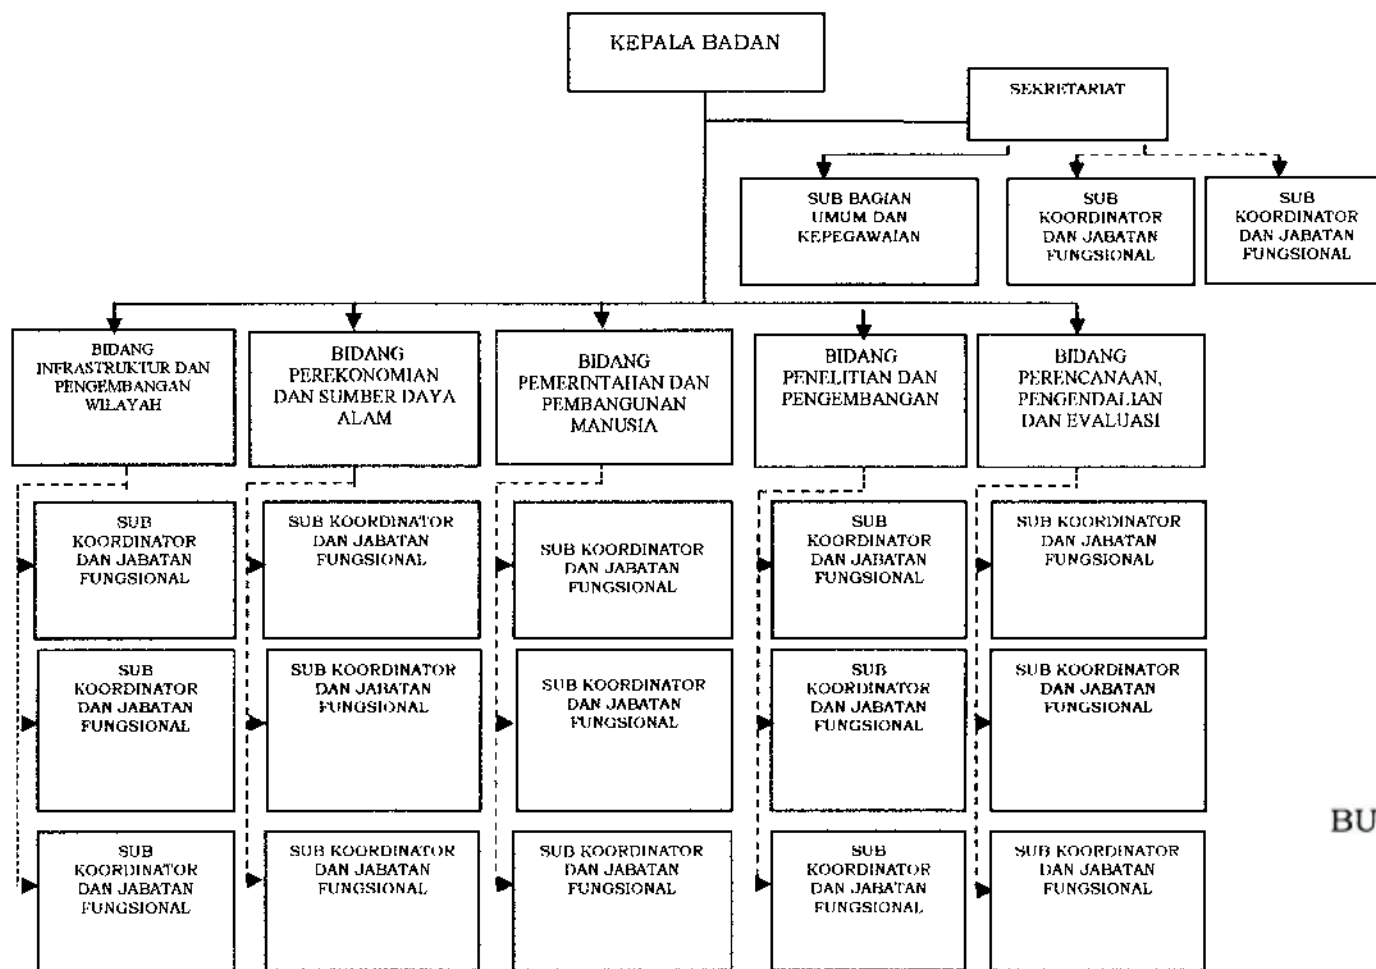 KEPALA BADAN
SEKRETARIAT
SUB BAGIAN
UMUM DAN
KEPEGAWAIAN
SUB
KOORDINATOR
DAN JABATAN
FUNGSIONAL
SUB
KOORDINATOR
DAN JABATAN
FUNGSIONAL
BIDANG
INFRASTRUKTUR DAN
PENGEMBANGAN
WILAYAH
BIDANG
PEREKONOMIAN
DAN SUMBER DAYA
ALAM
BIDANG
PEMERINTAHAN DAN
PEMBANGUNAN
MANUSIA
BIDANG
PENELITIAN DAN
PENGEMBANGAN
BIDANG
PERENCANAAN,
PENGENDALIAN
DAN EVALUASI
SUB
KOORDINATOR
DAN JABATAN
FUNGSIONAL
SUB KOORDINATOR
DAN JABATAN
FUNGSIONAL
SUB KOORDINATOR
DAN JABATAN
FUNGSIONAL
SUB
KOORDINATOR
DAN JABATAN
FUNGSIONAL
SUB KOORDINATOR
DAN JABATAN
FUNGSIONAL
SUB
KOORDINATOR
DAN JABATAN
FUNGSIONAL
SUB KOORDINATOR
DAN JABATAN
FUNGSIONAL
SUB KOORDINATOR
DAN JABATAN
FUNGSIONAL
SUB
KOORDINATOR
DAN JABATAN
FUNGSIONAL
SUB KOORDINATOR
DAN JABATAN
FUNGSIONAL
BU
SUB
KOORDINATOR
DAN JABATAN
FUNGSIONAL
SUB KOORDINATOR
DAN JABATAN
FUNGSIONAL
SUB KOORDINATOR
DAN JABATAN
FUNGSIONAL
SUB
KOORDINATOR
DAN JABATAN
FUNGSIONAL
SUB KOORDINATOR
DAN JABATAN
FUNGSIONAL